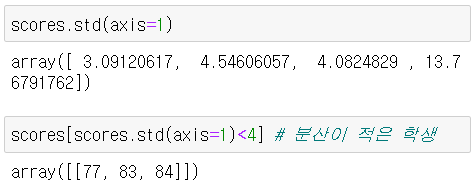 scores.std(axis=1)
array([ 3.09120617,  4.54606057,  4.0824829 , 13.7
6791762])
scores[scores.std(axis=1)<4] # 분산이 적은 학생
array([[77, 83, 84]])